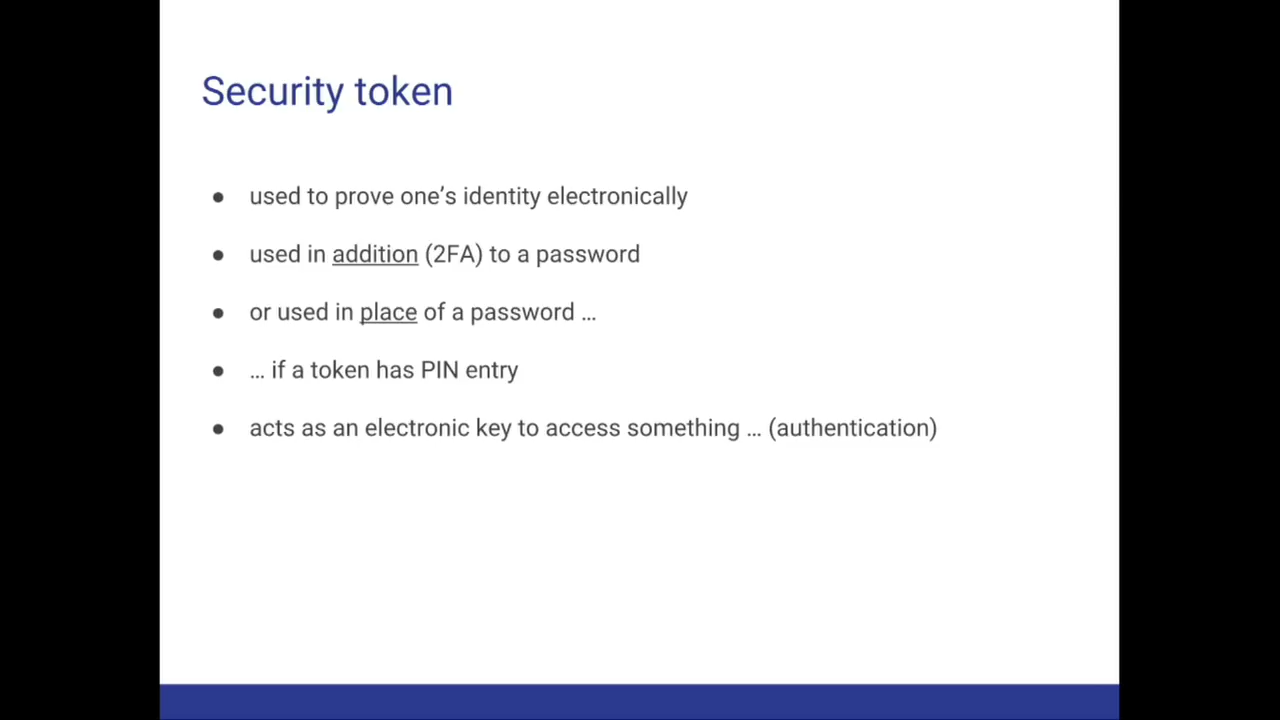 Security token
● used to prove one’s identity electronically
● used in addition (2FA) to a password
● or used in place of a password …
● … if a token has PIN entry
● acts as an electronic key to access something … (authentication)